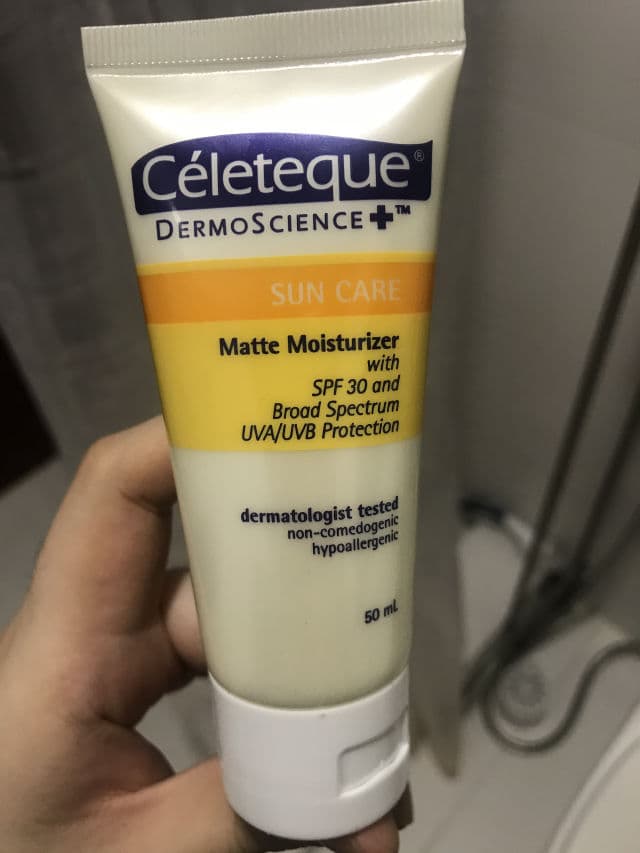 Céleteque®
DERMOSCIENCE✚™
SUN CARE
Matte Moisturizer
with
SPF 30 and
Broad Spectrum
UVA/UVB Protection
dermatologist tested
non-comedogenic
hypoallergenic
50 mL